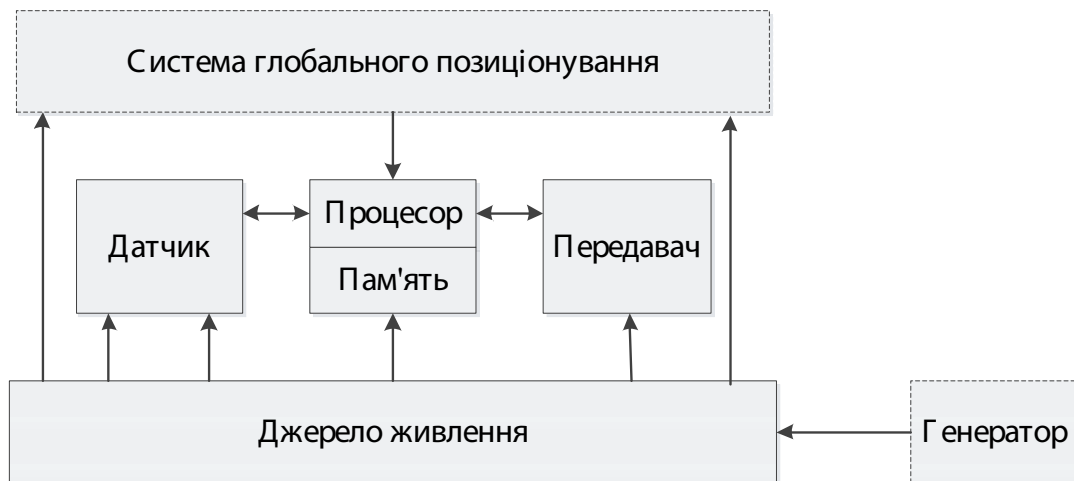 Система глобального позиціонування
Датчик
Процесор
Пам'ять
Передавач
Джерело живлення
Генератор